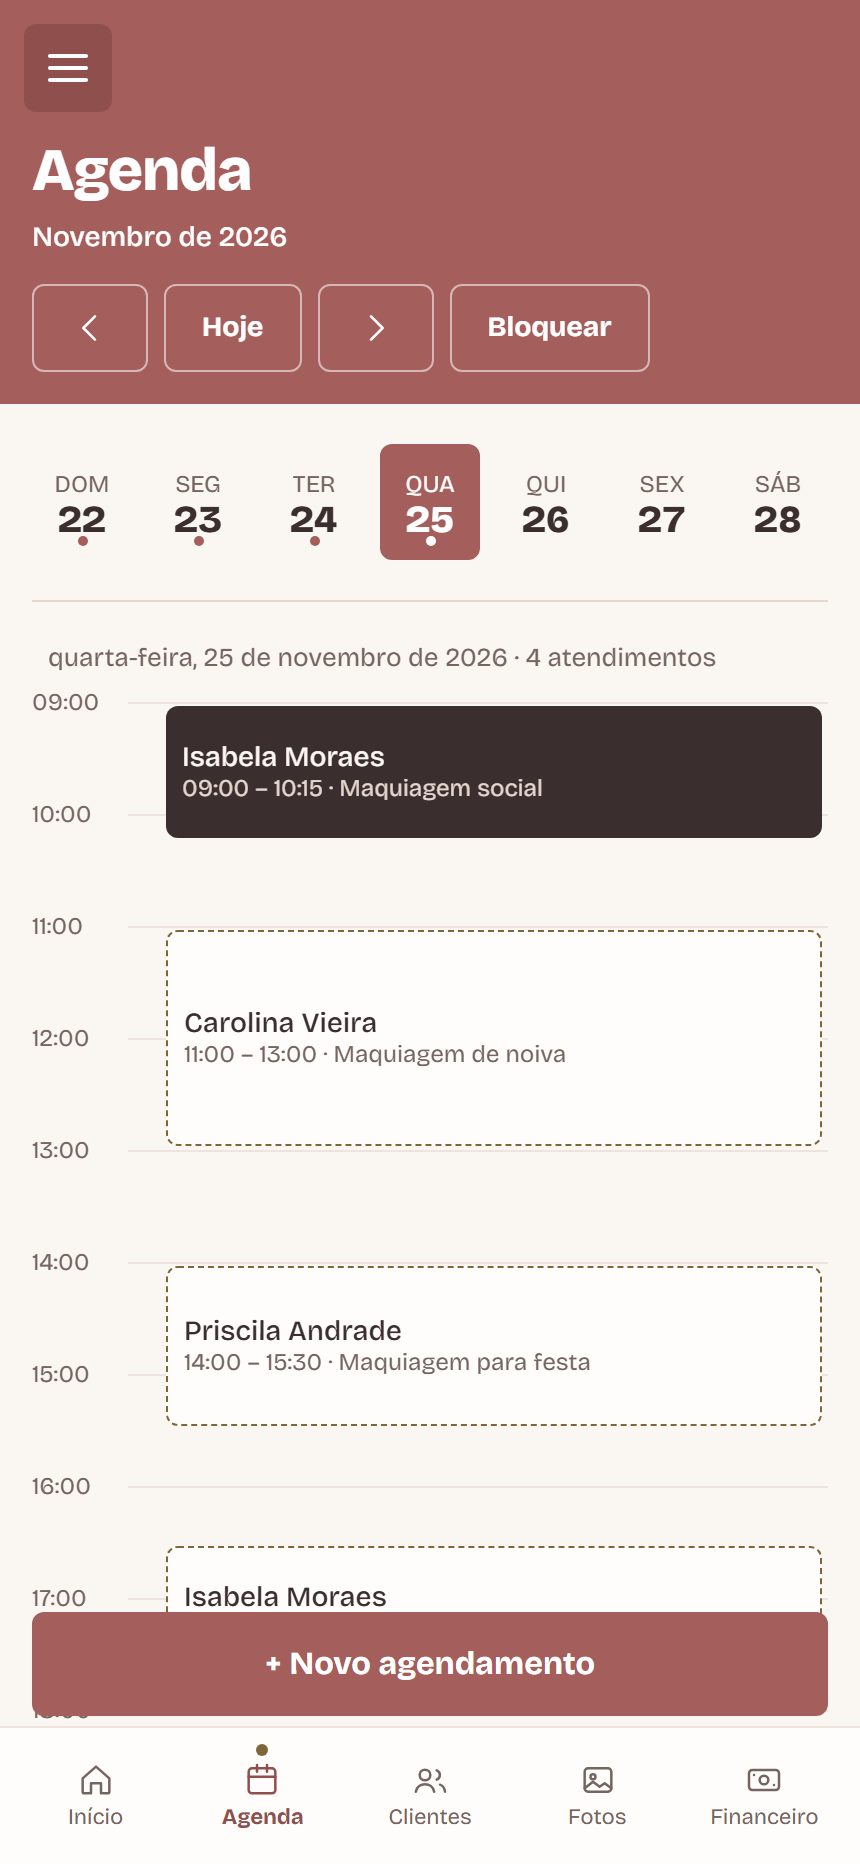 Agenda
Novembro de 2026
Hoje
Bloquear
DOM SEG TER QUA QUI SEX SÁB
22 23 24 25 26 27 28
quarta-feira, 25 de novembro de 2026 · 4 atendimentos
09:00
Isabela Moraes
09:00 – 10:15 · Maquiagem social
10:00
11:00
Carolina Vieira
12:00
11:00 – 13:00 · Maquiagem de noiva
13:00
14:00
Priscila Andrade
14:00 – 15:30 · Maquiagem para festa
15:00
16:00
17:00
Isabela Moraes
+ Novo agendamento
Início Agenda Clientes Fotos Financeiro